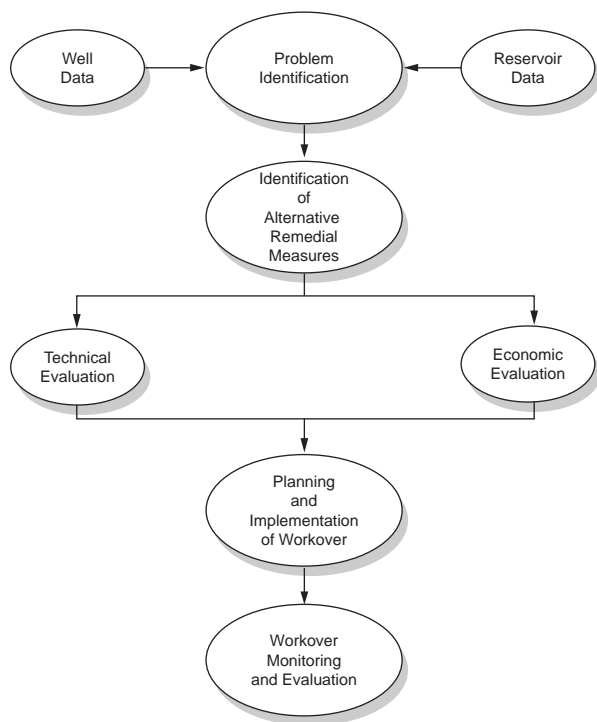 Well
Data
Problem
Identification
Reservoir
Data
Identification
of
Alternative
Remedial
Measures
Technical
Evaluation
Economic
Evaluation
Planning
and
Implementation
of Workover
Workover
Monitoring
and Evaluation